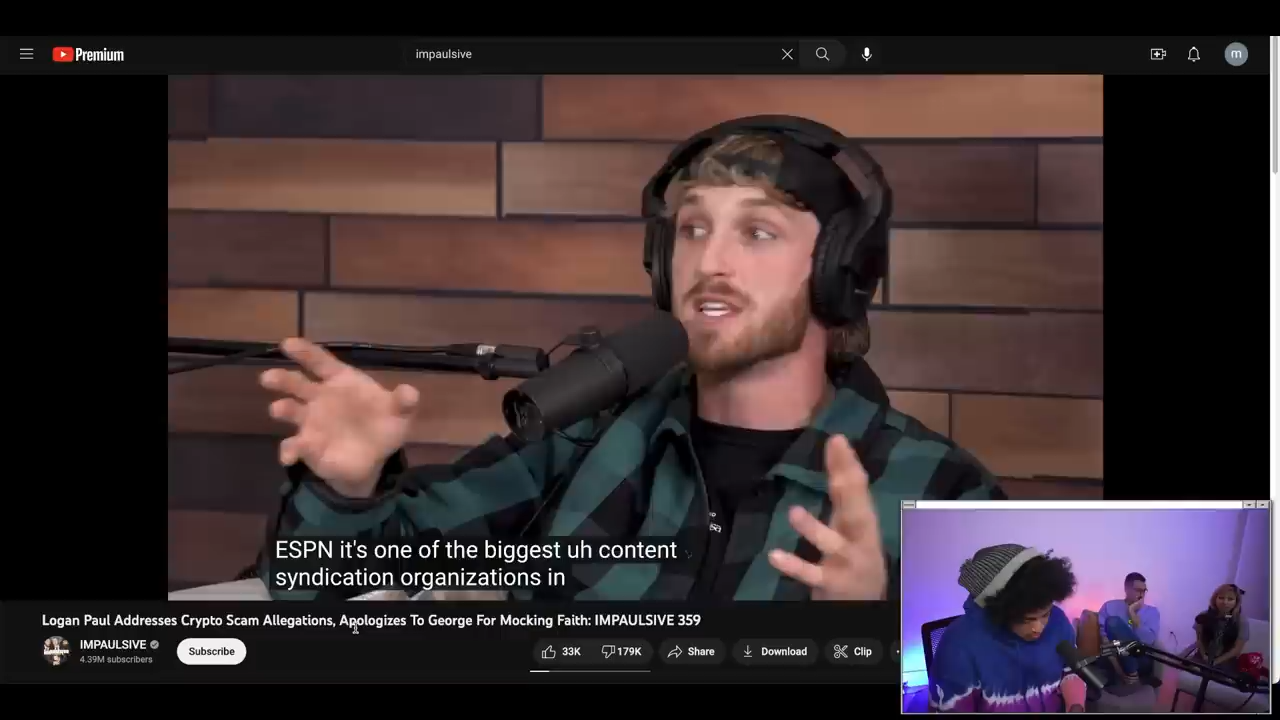 Premium
impaulsive
m
ESPN it's one of the biggest uh content
syndication organizations in
Logan Paul Addresses Crypto Scam Allegations, Apologizes To George For Mocking Faith: IMPAULSIVE 359
IMPAULSIVE
4.39M subscribers
Subscribe
33K
179K
Share
Download
Clip